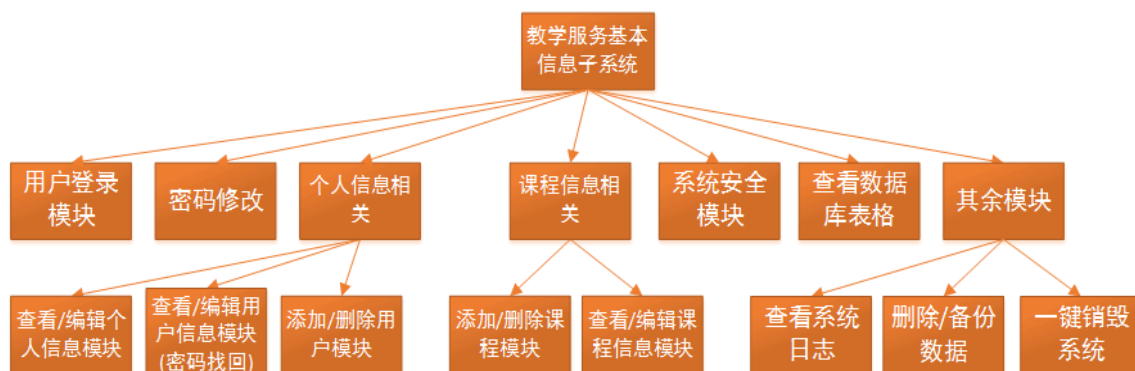 教学服务基本
信息子系统
用户登录
模块
密码修改
个人信息相
关
课程信息相
关
系统安全
模块
查看数据
库表格
其余模块
查看/编辑个
人信息模块
查看/编辑用
户信息模块
(密码找回)
添加/删除用
户模块
添加/删除课
程模块
查看/编辑课
程信息模块
查看系统
日志
删除/备份
数据
一键销毁
系统